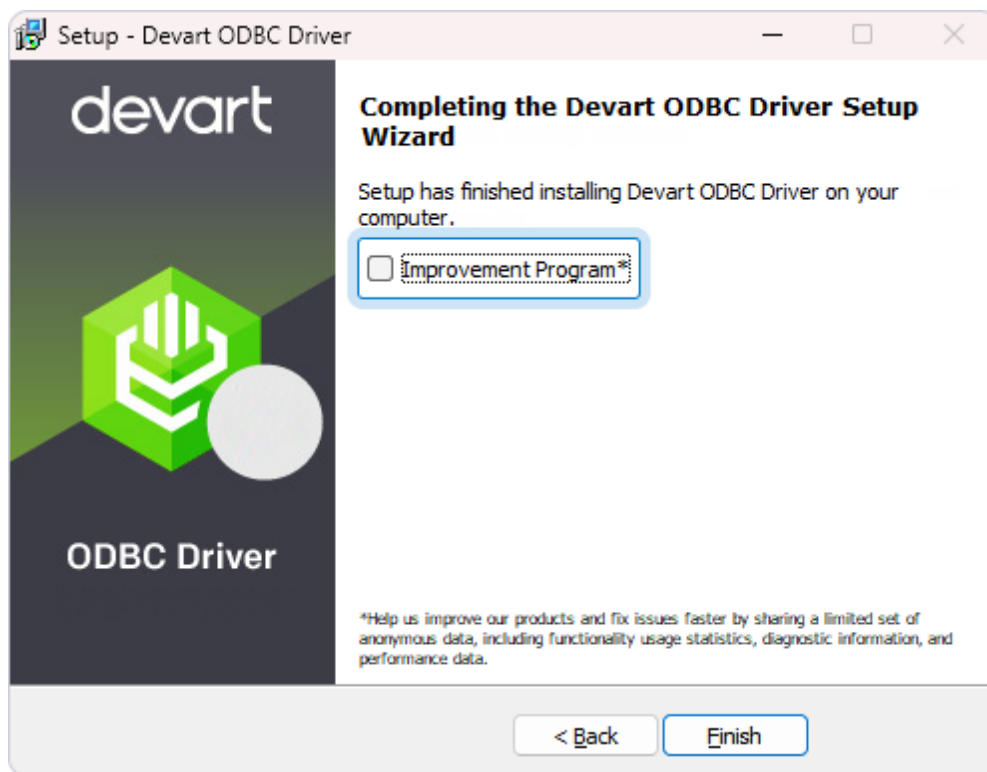 Setup - Devart ODBC Driver
devart
Completing the Devart ODBC Driver Setup
Wizard
Setup has finished installing Devart ODBC Driver on your
computer.
Improvement Program*
ODBC Driver
*Help us improve our products and fix issues faster by sharing a limited set of
anonymous data, including functionality usage statistics, diagnostic information, and
performance data.
< Back
Finish